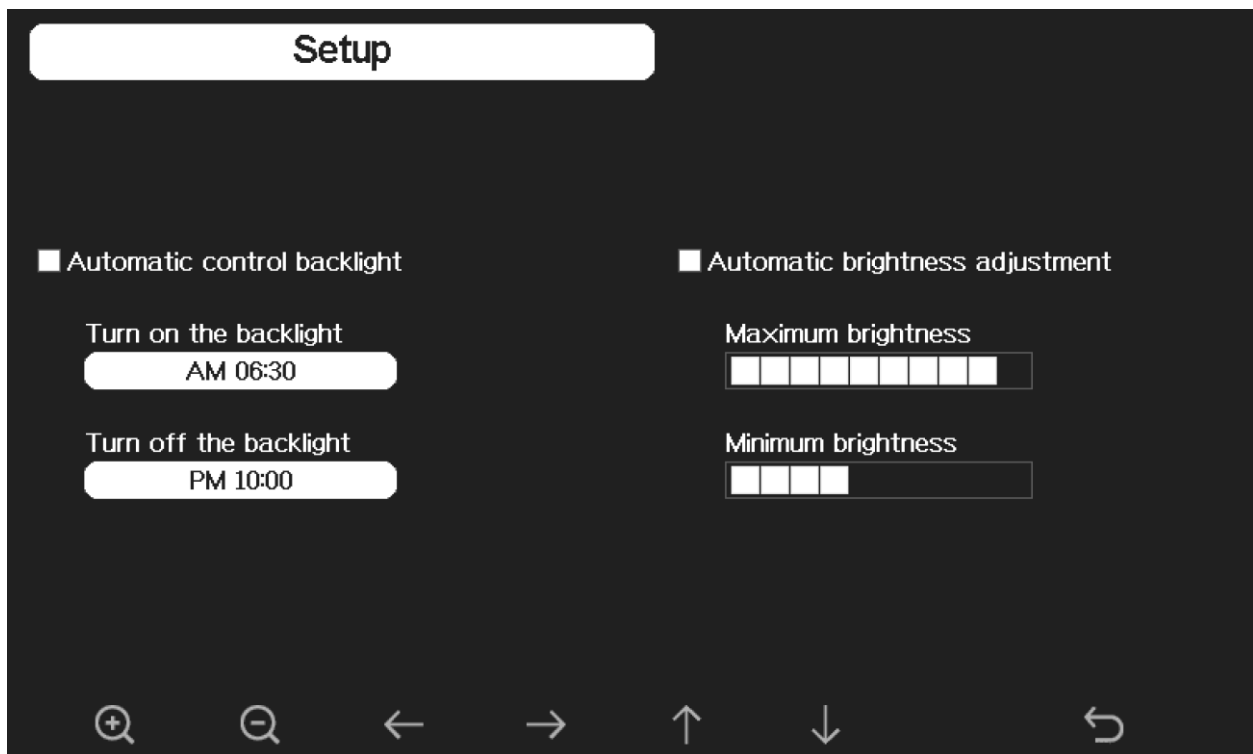 Setup
Automatic control backlight
Turn on the backlight
AM 06:30
Turn off the backlight
PM 10:00
Automatic brightness adjustment
Maximum brightness
Minimum brightness